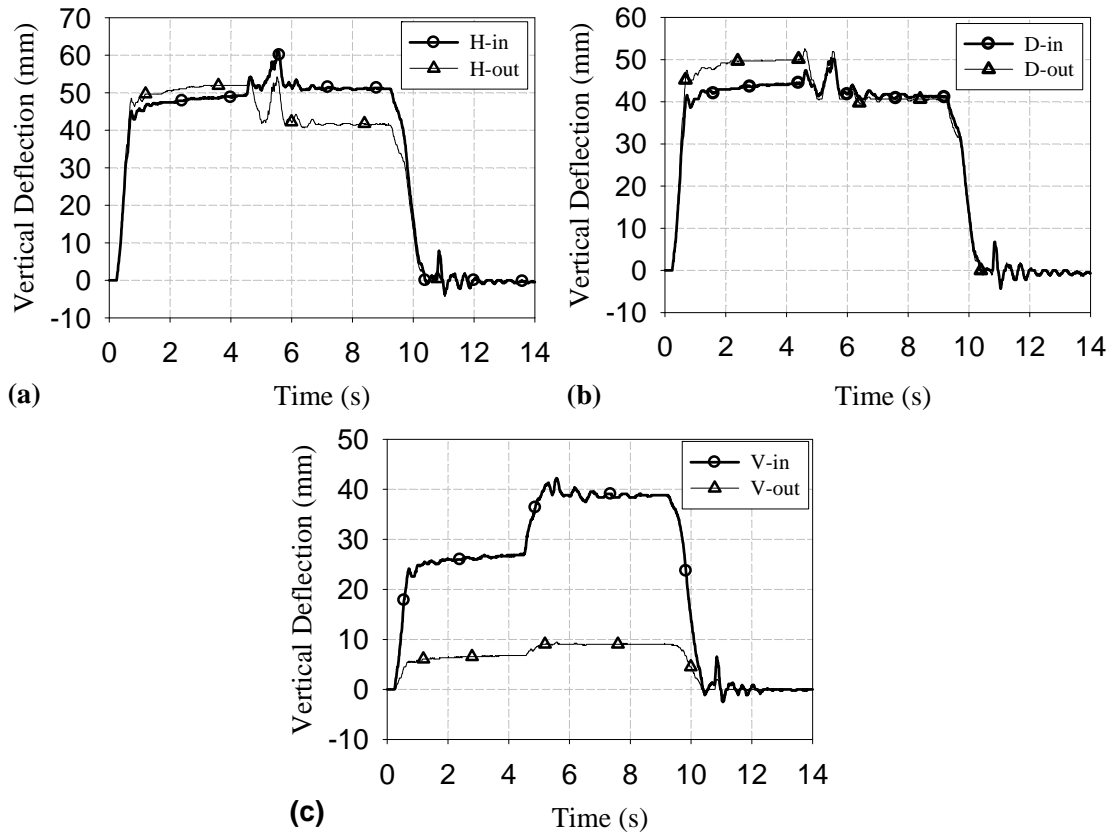 70
60
50
40
30
20
10
0
-10
Vertical Deflection (mm)
H-in
H-out
0 2 4 6 8 10 12 14
(a)
Time (s)
60
50
40
30
20
10
0
-10
Vertical Deflection (mm)
D-in
D-out
0 2 4 6 8 10 12 14
(b)
Time (s)
50
40
30
20
10
0
-10
Vertical Deflection (mm)
V-in
V-out
0 2 4 6 8 10 12 14
(c)
Time (s)